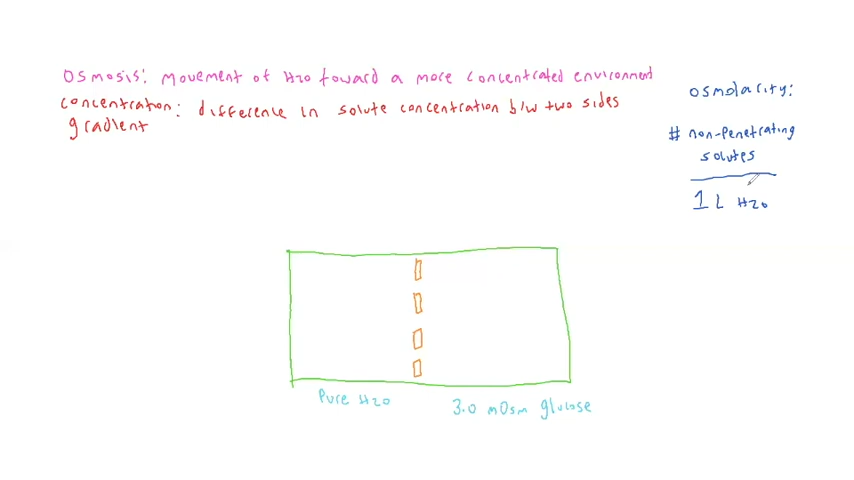 osmosis: movement of H2O toward a more concentrated environment
concentration: difference in solute concentration b/w two sides
gradient
osmolarity:
# non-penetrating
solutes
1 L H2O
Pure H2O
3.0 mOsm glucose